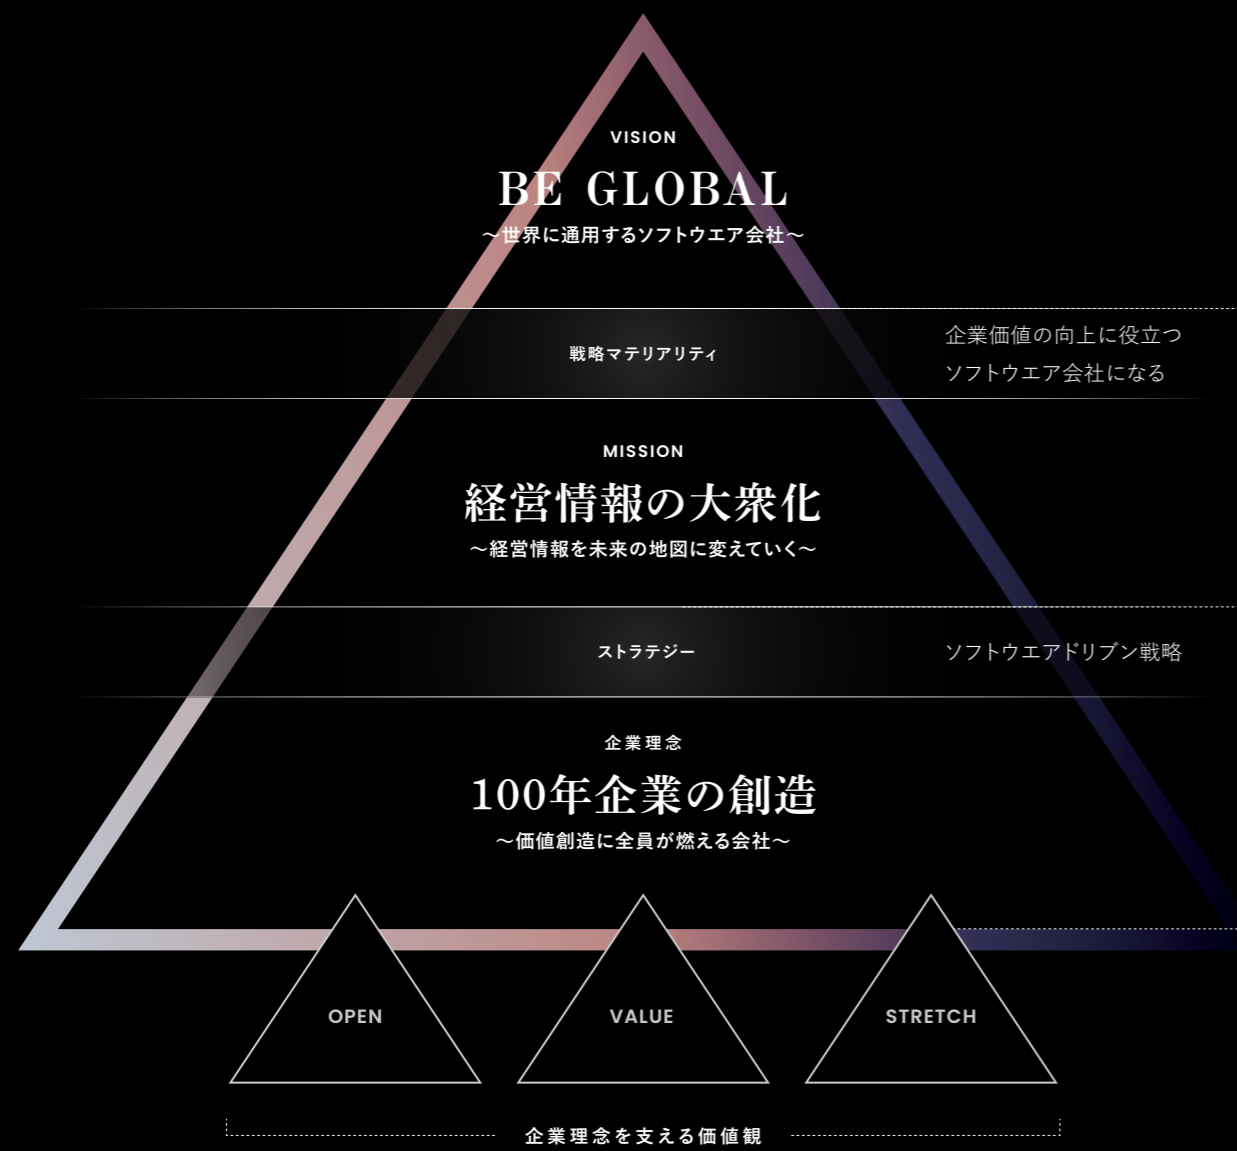 VISION
BE GLOBAL
～世界に通用するソフトウエア会社～
戦略マテリアリティ
企業価値の向上に役立つ
ソフトウエア会社になる
MISSION
経営情報の大衆化
～経営情報を未来の地図に変えていく～
ストラテジー
ソフトウエアドリブン戦略
企業理念
100年企業の創造
～価値創造に全員が燃える会社～
OPEN
VALUE
STRETCH
企業理念を支える価値観